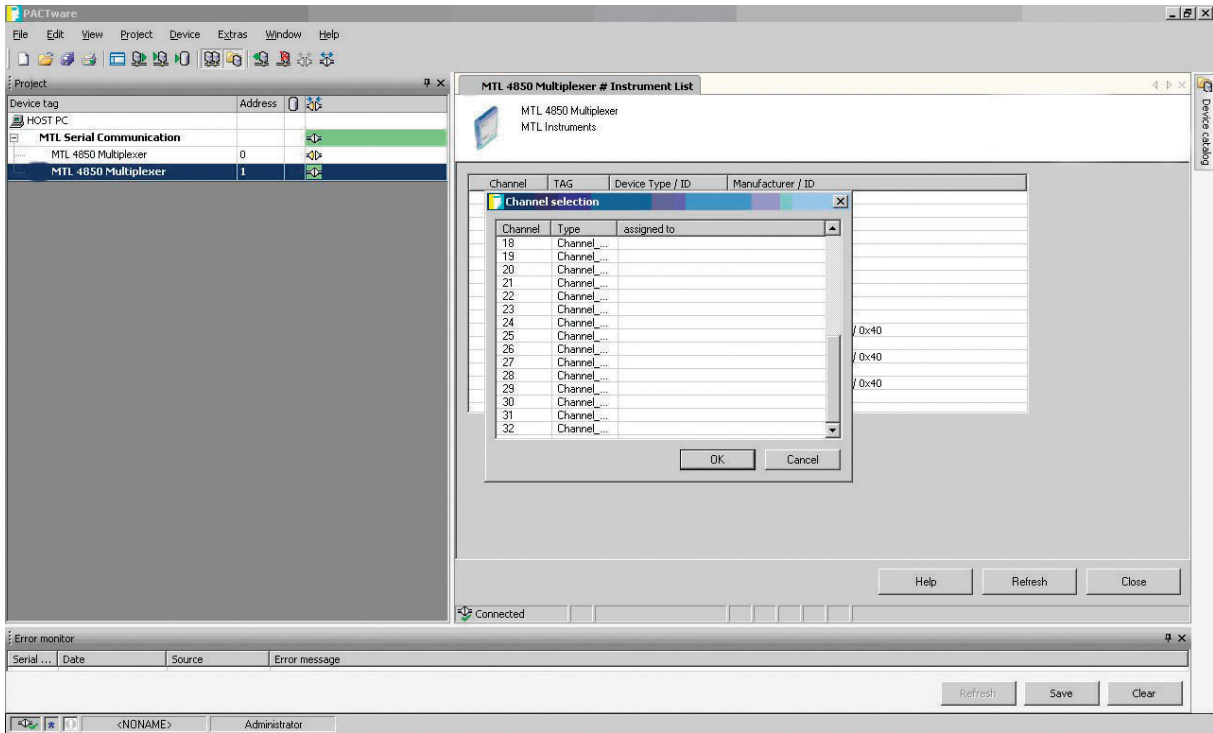 PACTware
File Edit View Project Device Extras Window Help
Project
Device tag Address
HOST PC
MTL Serial Communication
MTL 4850 Multiplexer 0
MTL 4850 Multiplexer 1
MTL 4850 Multiplexer # Instrument List
MTL 4850 Multiplexer
MTL Instruments
Channel TAG Device Type / ID Manufacturer / ID
/ 0x40
/ 0x40
/ 0x40
Channel selection
Channel Type assigned to
18 Channel_...
19 Channel_...
20 Channel_...
21 Channel_...
22 Channel_...
23 Channel_...
24 Channel_...
25 Channel_...
26 Channel_...
27 Channel_...
28 Channel_...
29 Channel_...
30 Channel_...
31 Channel_...
32 Channel_...
OK Cancel
Help Refresh Close
Connected
Device catalog
Error monitor
Serial ... Date Source Error message
Refresh Save Clear
<NONAME> Administrator